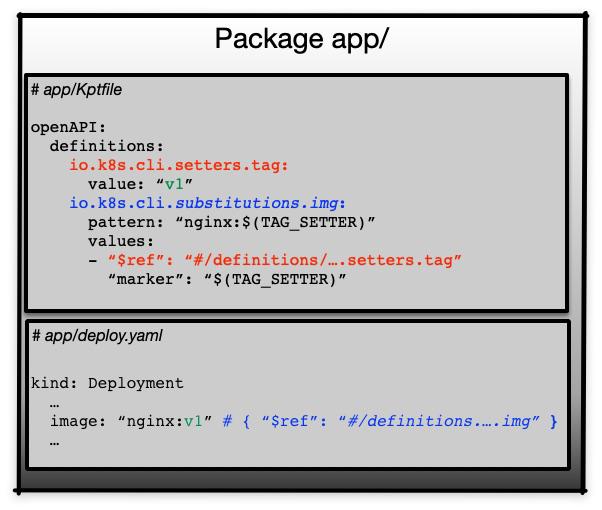 Package app/
# app/Kptfile
openAPI:
definitions:
io.k8s.cli.setters.tag:
value: “v1”
io.k8s.cli.substitutions.img:
pattern: “nginx:$(TAG_SETTER)”
values:
- “$ref”: “#/definitions/….setters.tag”
“marker”: “$(TAG_SETTER)”
# app/deploy.yaml
kind: Deployment
…
image: “nginx:v1” # { “$ref”: “#/definitions.….img” }
…